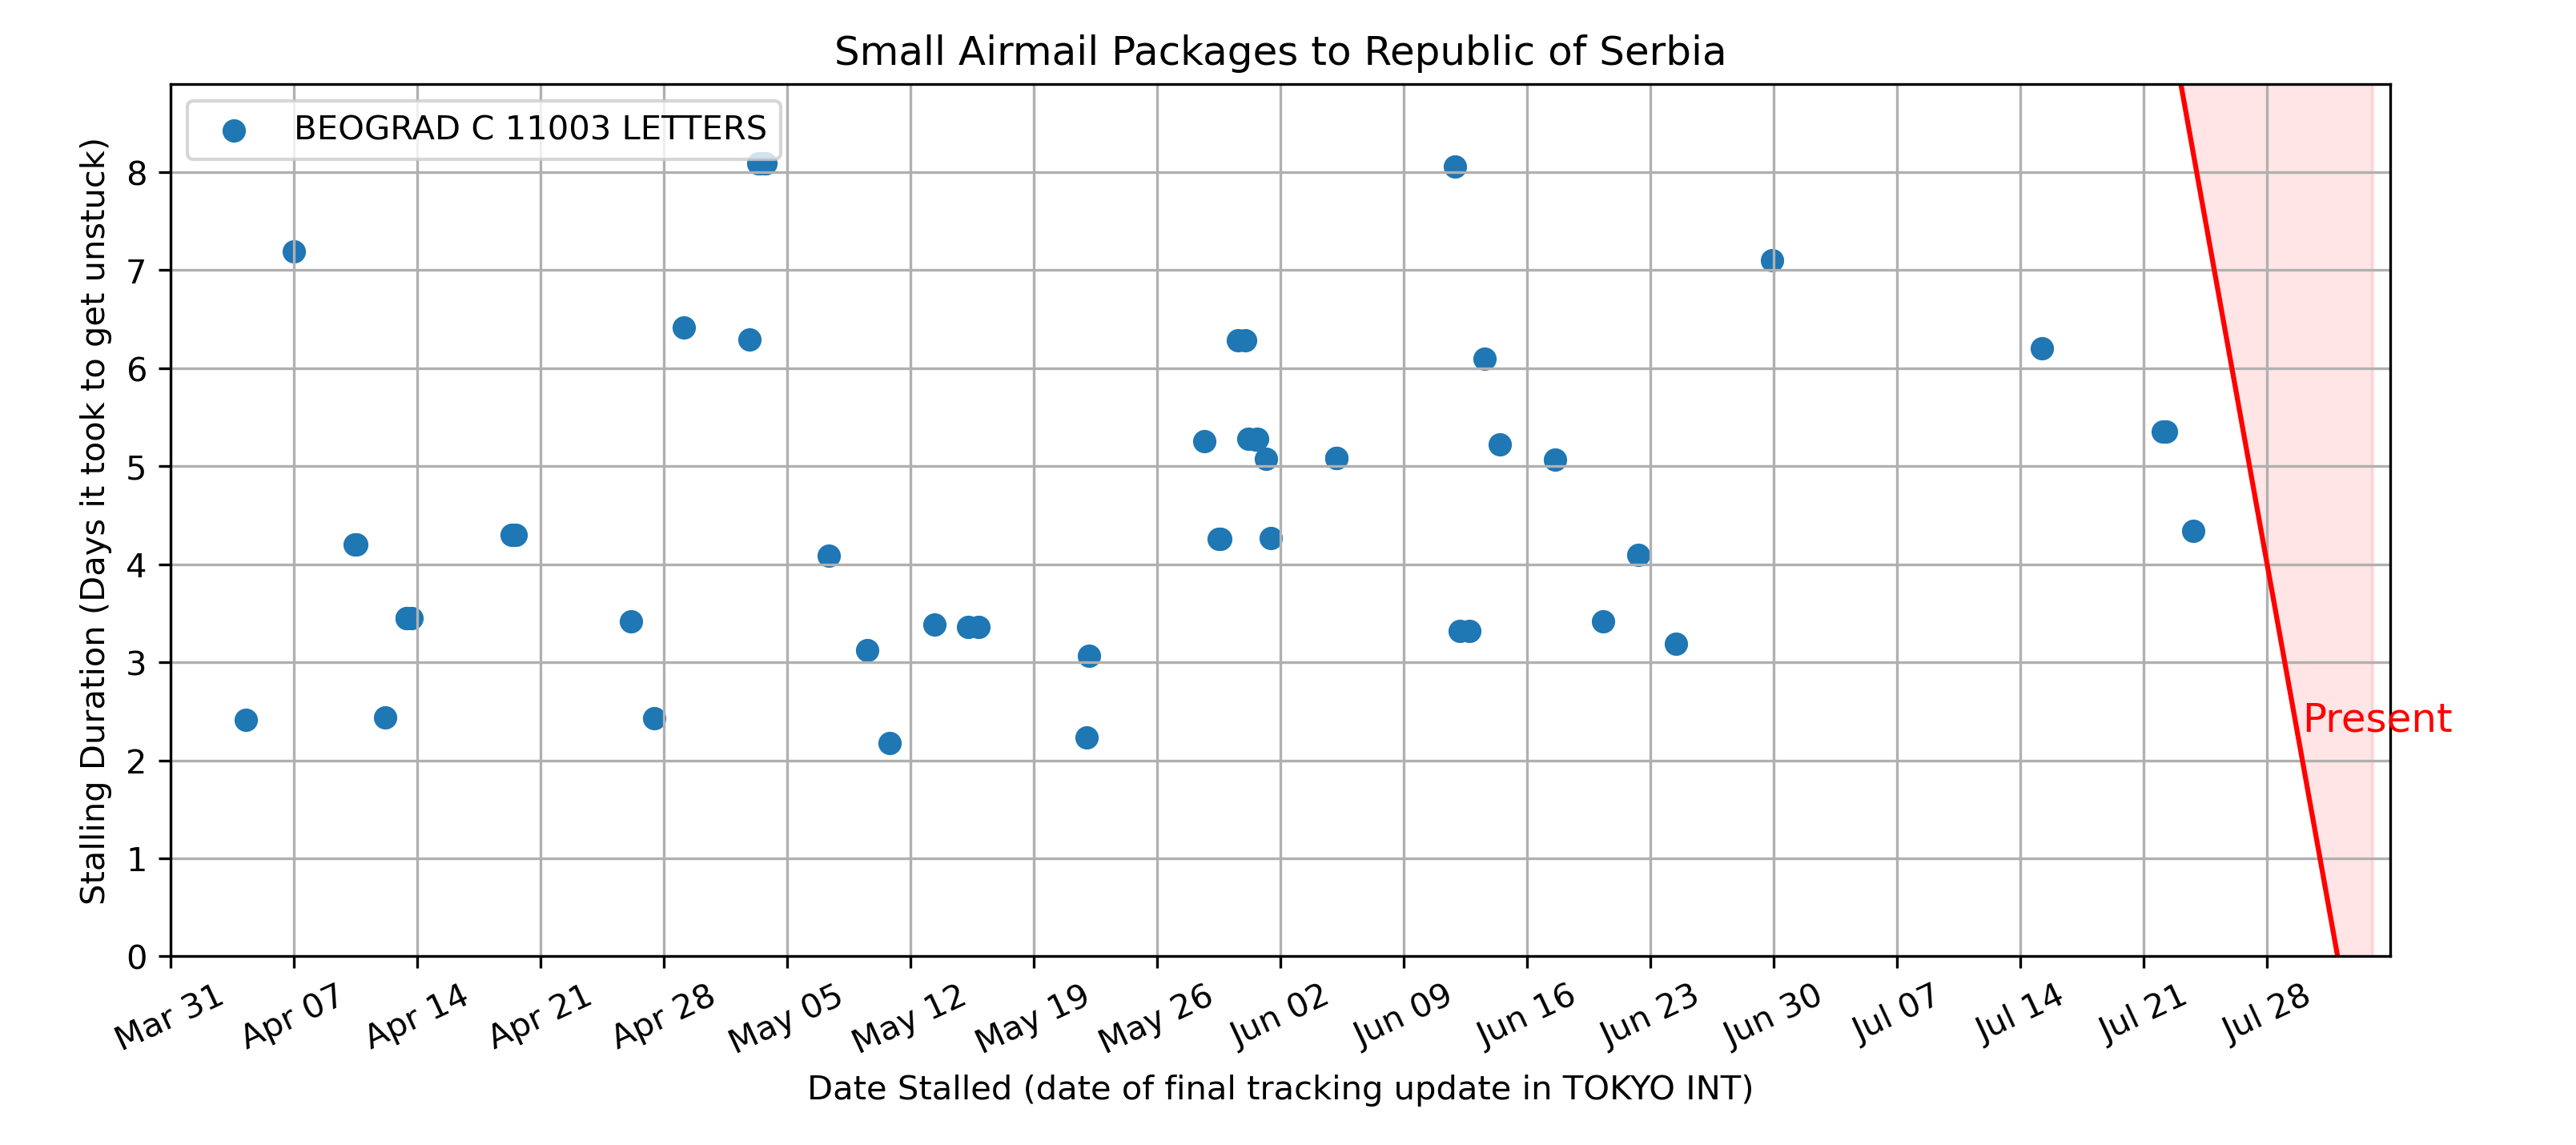 Small Airmail Packages to Republic of Serbia
BEOGRAD C 11003 LETTERS
Stalling Duration (Days it took to get unstuck)
8
7
6
5
4
3
2
1
0
Present
Mar 31
Apr 07
Apr 14
Apr 21
Apr 28
May 05
May 12
May 19
May 26
Jun 02
Jun 09
Jun 16
Jun 23
Jun 30
Jul 07
Jul 14
Jul 21
Jul 28
Date Stalled (date of final tracking update in TOKYO INT)